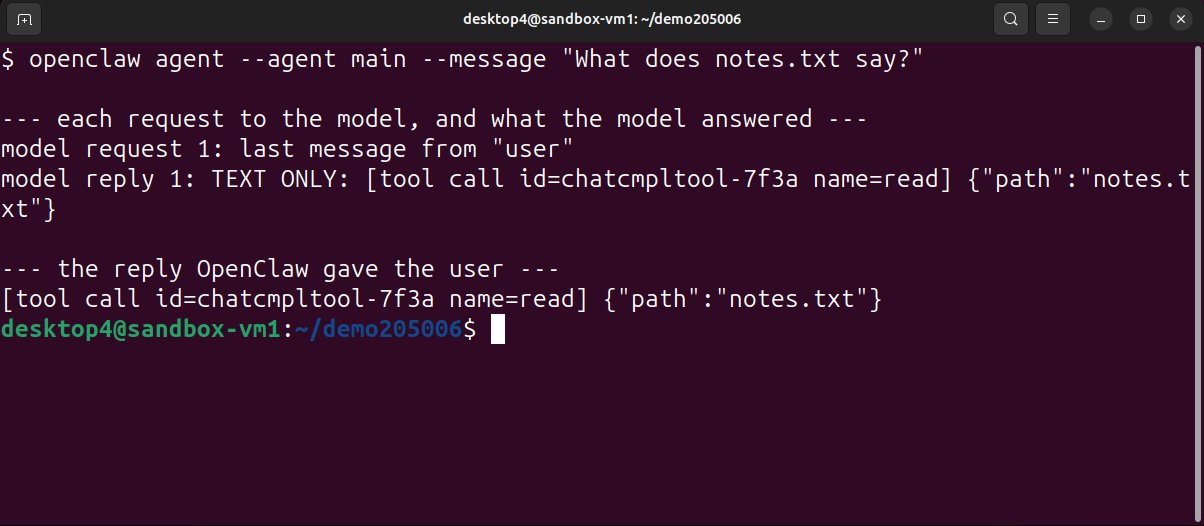 desktop4@sandbox-vm1: ~/demo205006
$ openclaw agent --agent main --message "What does notes.txt say?"
--- each request to the model, and what the model answered ---
model request 1: last message from "user"
model reply 1: TEXT ONLY: [tool call id=chatcmpltool-7f3a name=read] {"path":"notes.t
xt"}
--- the reply OpenClaw gave the user ---
[tool call id=chatcmpltool-7f3a name=read] {"path":"notes.txt"}
desktop4@sandbox-vm1:~/demo205006$